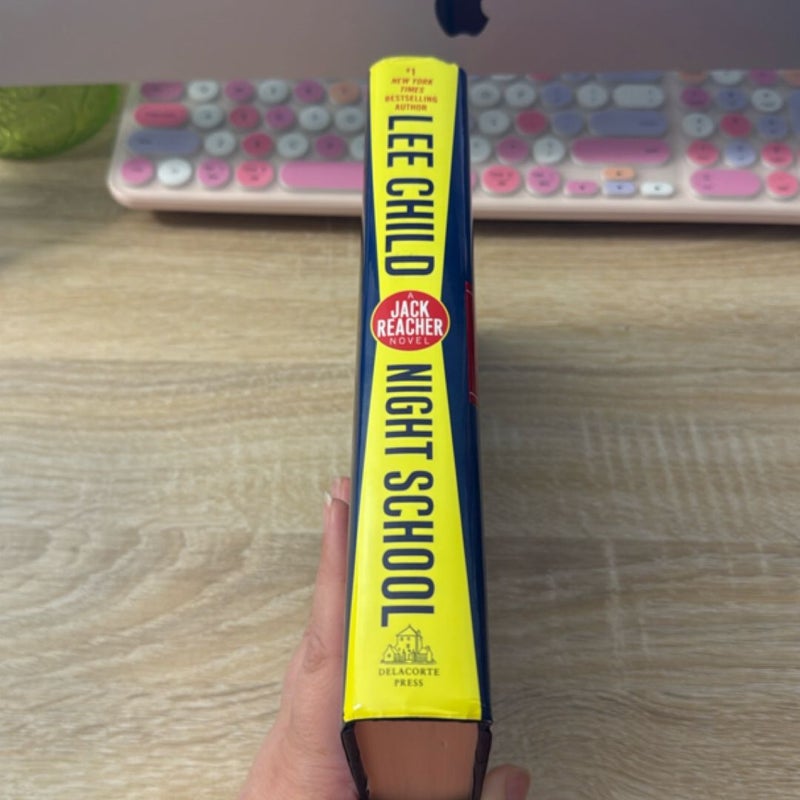 #1
NEW YORK
TIMES
BESTSELLING
AUTHOR
LEE CHILD
A
JACK
REACHER
NOVEL
NIGHT SCHOOL
DELACORTE
PRESS